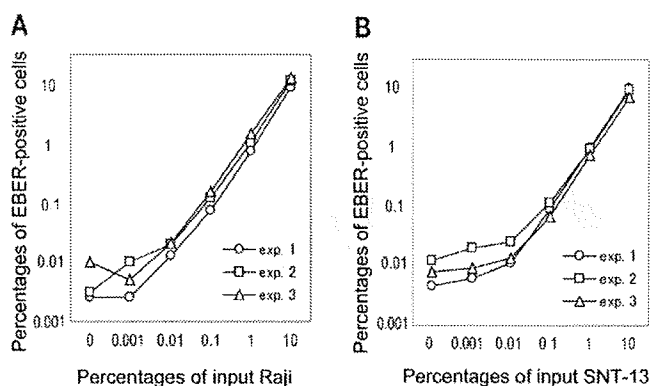 A
Percentages of EBER-positive cells
10
1
0.1
0.01
0.001
exp. 1
exp. 2
exp. 3
0 0.001 0.01 0.1 1 10
Percentages of input Raji
B
Percentages of EBER-positive cells
10
1
0.1
0.01
0.001
exp. 1
exp. 2
exp. 3
0 0.001 0.01 0 1 1 10
Percentages of input SNT-13